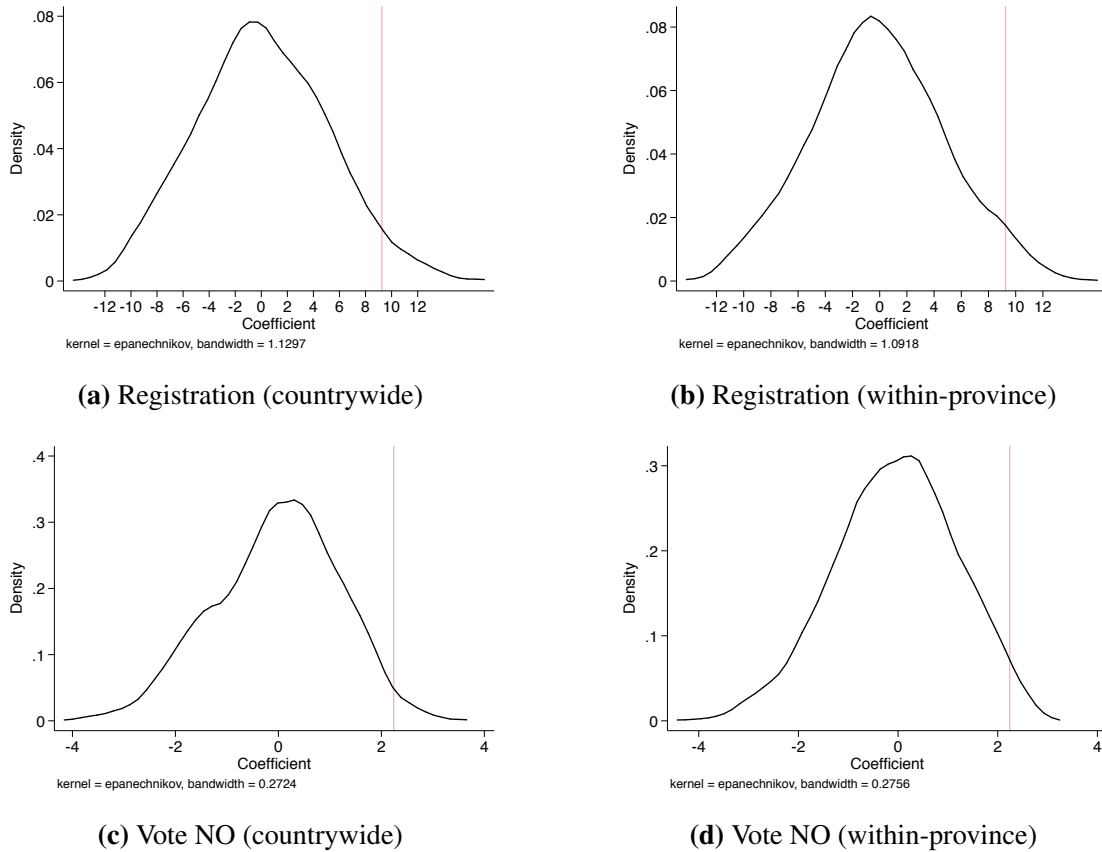 .08
.06
.04
.02
0
Density
-12 -10 -8 -6 -4 -2 0 2 4 6 8 10 12
Coefficient
kernel = epanechnikov, bandwidth = 1.1297
(a) Registration (countrywide)
.08
.06
.04
.02
0
Density
-12 -10 -8 -6 -4 -2 0 2 4 6 8 10 12
Coefficient
kernel = epanechnikov, bandwidth = 1.0918
(b) Registration (within-province)
.4
.3
.2
.1
0
Density
-4 -2 0 2 4
Coefficient
kernel = epanechnikov, bandwidth = 0.2724
(c) Vote NO (countrywide)
.3
.2
.1
0
Density
-4 -2 0 2 4
Coefficient
kernel = epanechnikov, bandwidth = 0.2756
(d) Vote NO (within-province)